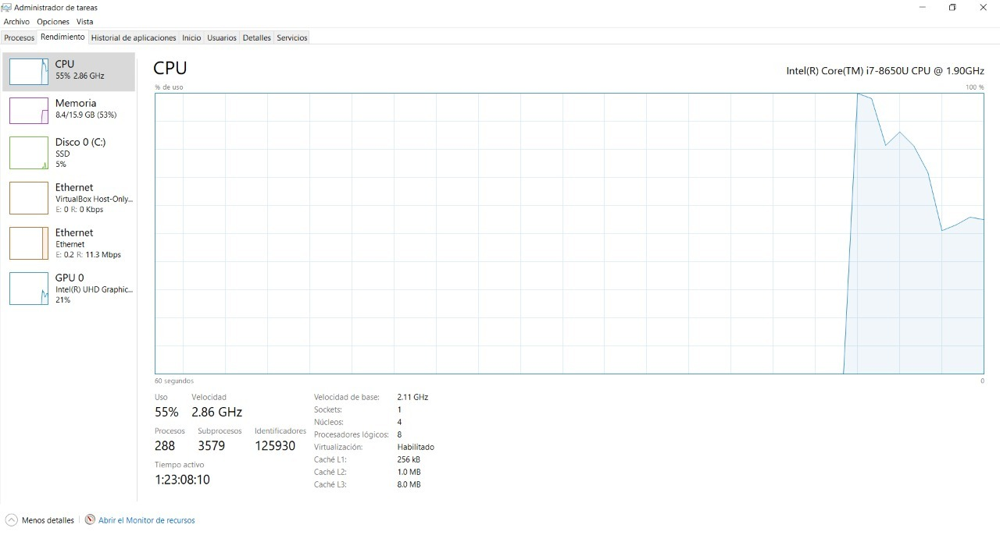 Administrador de tareas
Archivo Opciones Vista
Procesos Rendimiento Historial de aplicaciones Inicio Usuarios Detalles Servicios
CPU
55% 2.86 GHz
Memoria
8.4/15.9 GB (53%)
Disco 0 (C:)
SSD
5%
Ethernet
VirtualBox Host-Only...
E: 0 R: 0 Kbps
Ethernet
Ethernet
E: 0.2 R: 11.3 Mbps
GPU 0
Intel(R) UHD Graphic...
21%
CPU
Intel(R) Core(TM) i7-8650U CPU @ 1.90GHz
% de uso
100 %
60 segundos
0
Uso Velocidad
55% 2.86 GHz
Procesos Subprocesos Identificadores
288 3579 125930
Tiempo activo
1:23:08:10
Velocidad de base: 2.11 GHz
Sockets: 1
Núcleos: 4
Procesadores lógicos: 8
Virtualización: Habilitado
Caché L1: 256 kB
Caché L2: 1.0 MB
Caché L3: 8.0 MB
Menos detalles
Abrir el Monitor de recursos